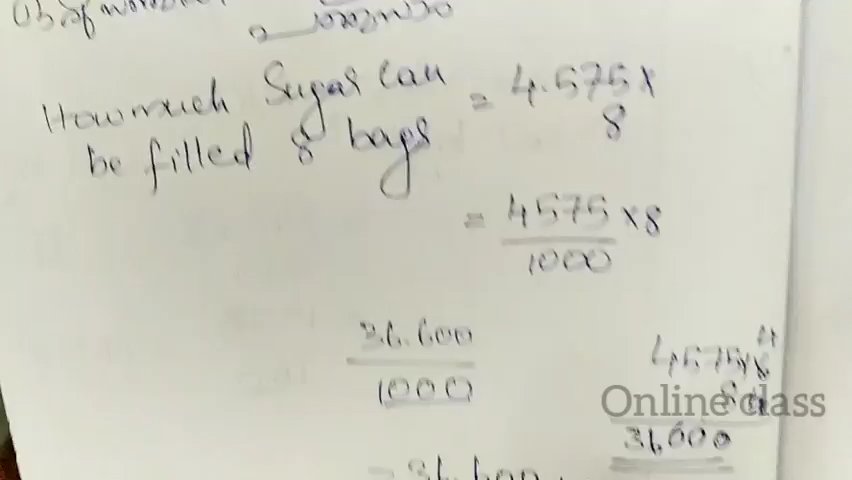 How much Sugar can = 4.575 x
be filled 8 bags 8
= 4575 x 8
1000
36.600
1000
4575 x 8
36600
= 36.600
Online class